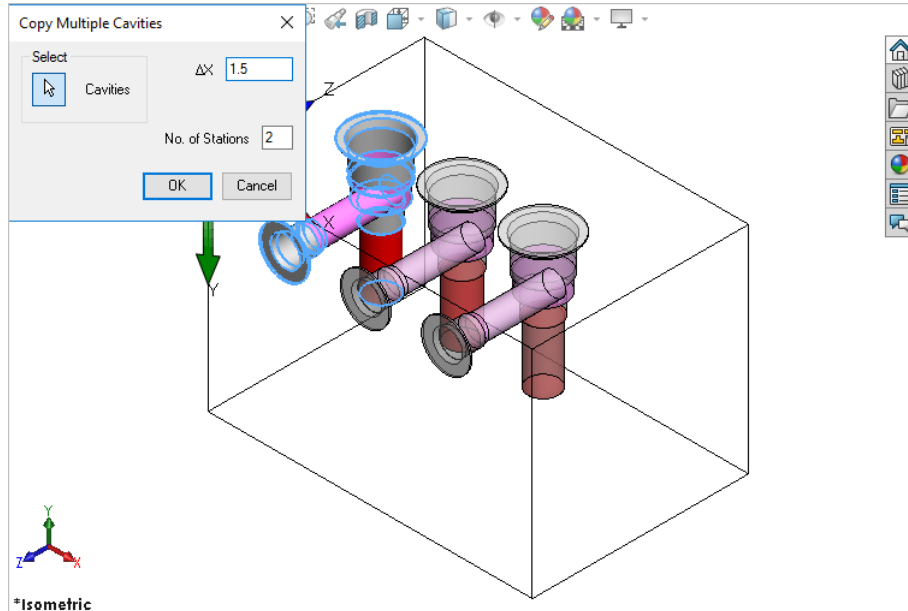 Copy Multiple Cavities
Select
Cavities
ΔX 1.5
No. of Stations 2
OK Cancel
Z
X
Y
Y
Z X
*Isometric